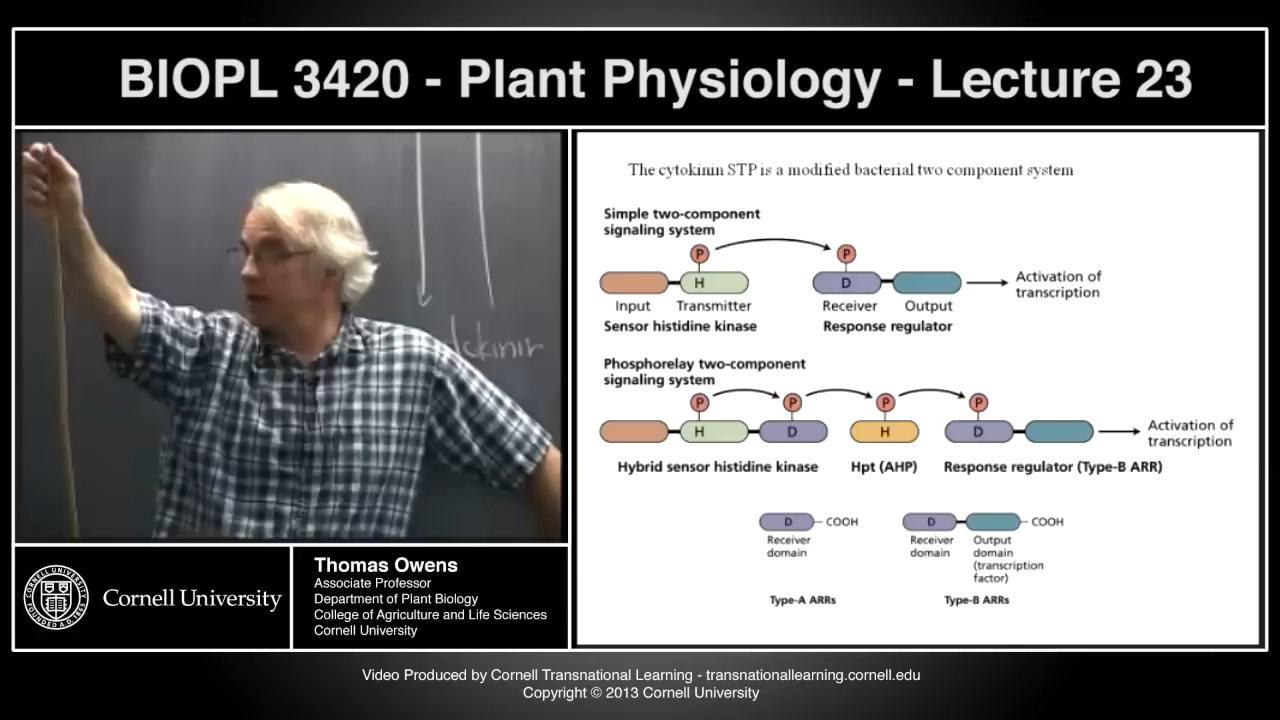 BIOPL 3420 - Plant Physiology - Lecture 23
The cytokinin STP is a modified bacterial two component system
Simple two-component
signaling system
P
P
H
D
Activation of
transcription
Input
Transmitter
Receiver
Output
Sensor histidine kinase
Response regulator
Phosphorelay two-component
signaling system
P
P
P
P
H
D
H
D
Activation of
transcription
Hybrid sensor histidine kinase
Hpt (AHP)
Response regulator (Type-B ARR)
D
COOH
D
COOH
Receiver
domain
Receiver
domain
Output
domain
(transcription
factor)
Type-A ARRs
Type-B ARRs
Cornell University
Thomas Owens
Associate Professor
Department of Plant Biology
College of Agriculture and Life Sciences
Cornell University
Video Produced by Cornell Transnational Learning - transnationallearning.cornell.edu
Copyright © 2013 Cornell University